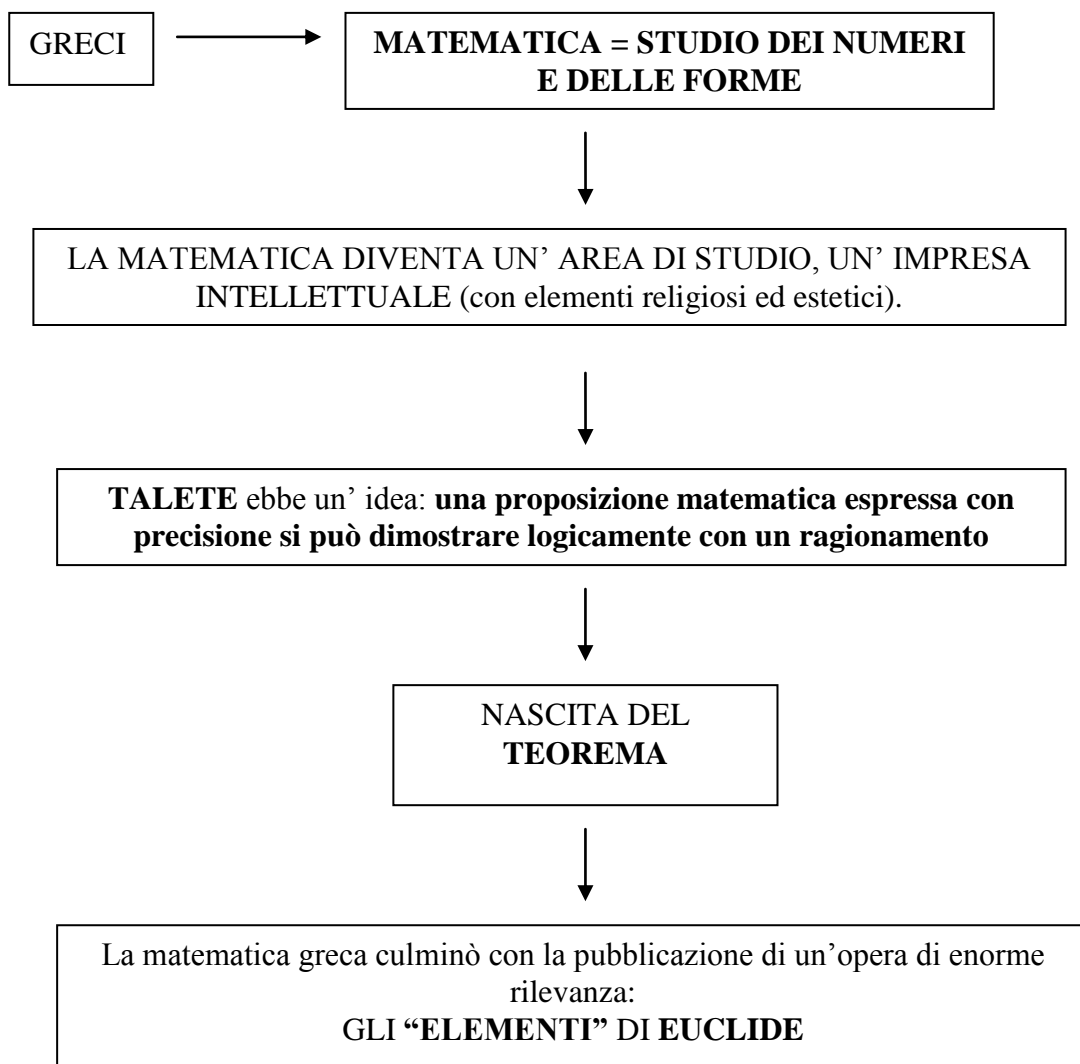 GRECI
MATEMATICA = STUDIO DEI NUMERI
E DELLE FORME
LA MATEMATICA DIVENTA UN’ AREA DI STUDIO, UN’ IMPRESA
INTELLETTUALE (con elementi religiosi ed estetici).
TALETE ebbe un’ idea: una proposizione matematica espressa con
precisione si può dimostrare logicamente con un ragionamento
NASCITA DEL
TEOREMA
La matematica greca culminò con la pubblicazione di un’opera di enorme
rilevanza:
GLI “ELEMENTI” DI EUCLIDE